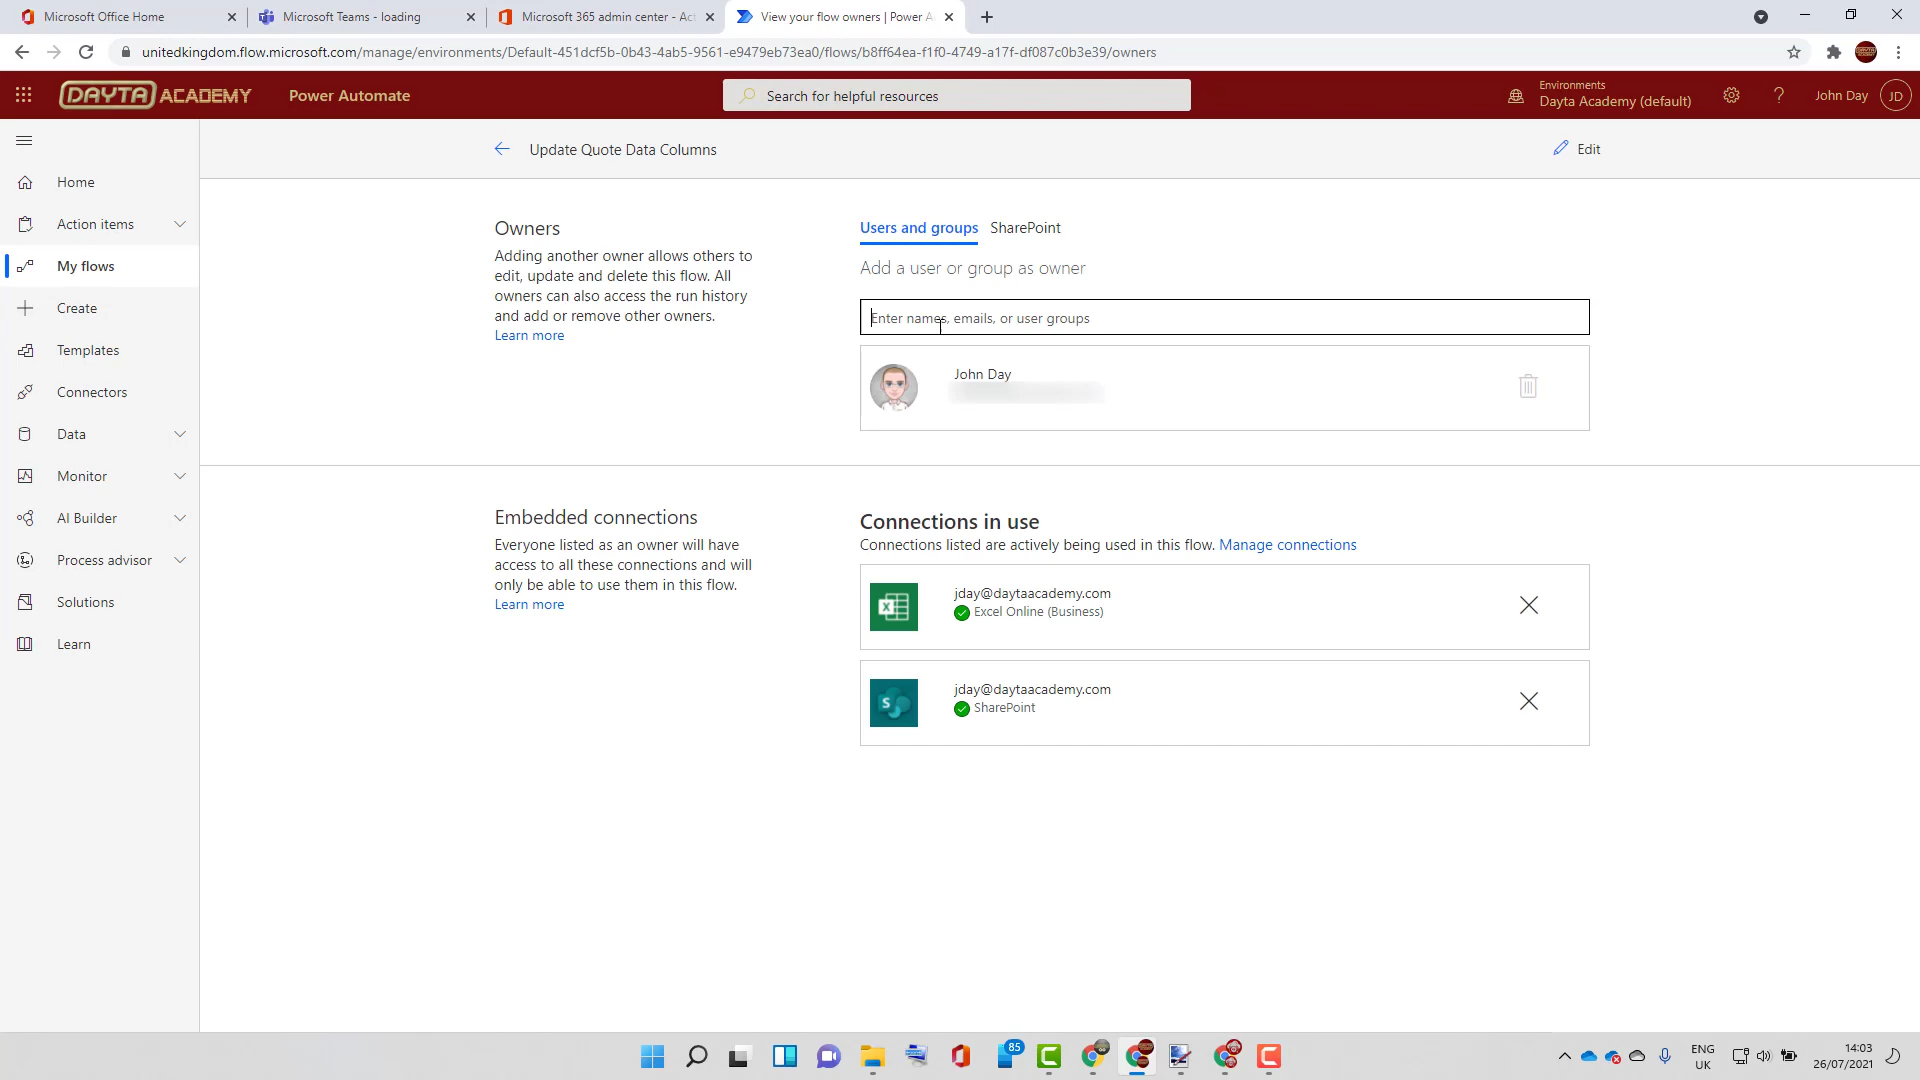 Microsoft Office Home
Microsoft Teams - loading
Microsoft 365 admin center - Act
View your flow owners | Power A
unitedkingdom.flow.microsoft.com/manage/environments/Default-451dcf5b-0b43-4ab5-9561-e9479eb73ea0/flows/b8ff64ea-f1f0-4749-a17f-df087c0b3e39/owners
DAYTA ACADEMY
Power Automate
Search for helpful resources
Environments
Dayta Academy (default)
?
John Day
JD
Update Quote Data Columns
Edit
Home
Action items
My flows
Create
Templates
Connectors
Data
Monitor
AI Builder
Process advisor
Solutions
Learn
Owners
Adding another owner allows others to
edit, update and delete this flow. All
owners can also access the run history
and add or remove other owners.
Learn more
Users and groups
SharePoint
Add a user or group as owner
Enter names, emails, or user groups
John Day
Embedded connections
Everyone listed as an owner will have
access to all these connections and will
only be able to use them in this flow.
Learn more
Connections in use
Connections listed are actively being used in this flow. Manage connections
jday@daytaacademy.com
Excel Online (Business)
jday@daytaacademy.com
SharePoint
85
ENG
UK
14:03
26/07/2021